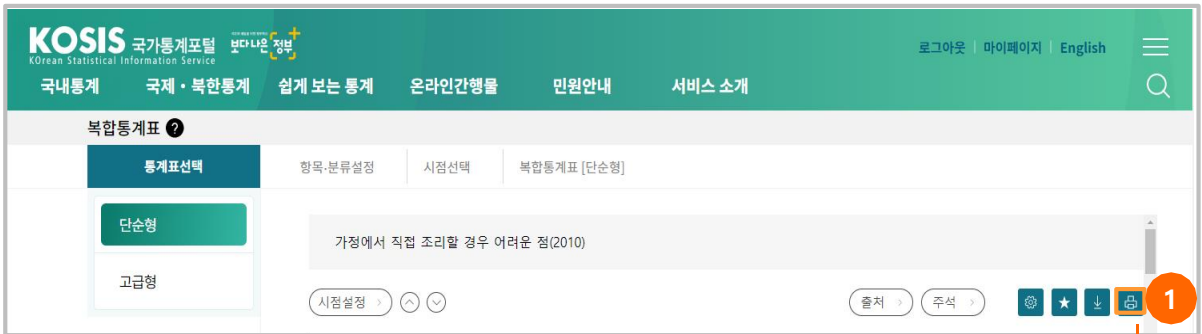 KOSIS 국가통계포털 보다나은 정부
KOrean Statistical Information Service
로그아웃 마이페이지 English
국내통계 국제·북한통계 쉽게 보는 통계 온라인간행물 민원안내 서비스 소개
복합통계표 ?
통계표선택 항목·분류설정 시점선택 복합통계표 [단순형]
단순형
가정에서 직접 조리할 경우 어려운 점(2010)
고급형
시점설정 출처 주석 1